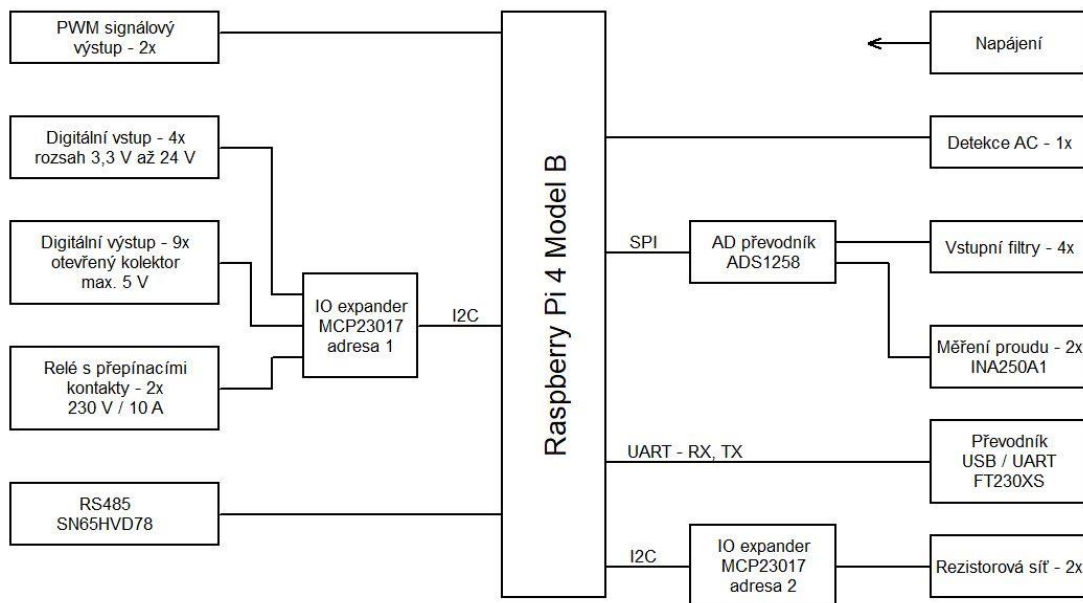 PWM signálový
výstup - 2x
Digitální vstup - 4x
rozsah 3,3 V až 24 V
Digitální výstup - 9x
otevřený kolektor
max. 5 V
Relé s přepínacími
kontakty - 2x
230 V / 10 A
RS485
SN65HVD78
IO expander
MCP23017
adresa 1
I2C
Raspberry Pi 4 Model B
Napájení
Detekce AC - 1x
SPI
AD převodník
ADS1258
Vstupní filtry - 4x
Měření proudu - 2x
INA250A1
UART - RX, TX
Převodník
USB / UART
FT230XS
I2C
IO expander
MCP23017
adresa 2
Rezistorová síť - 2x